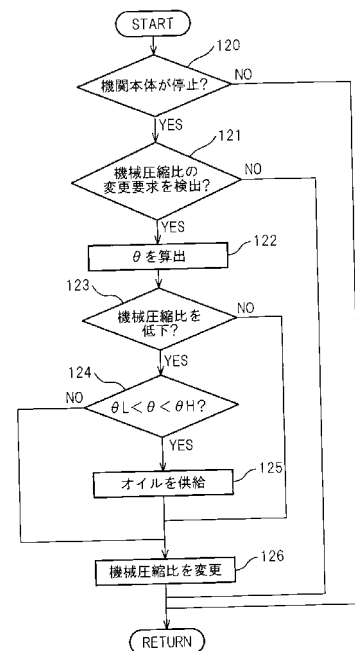 START
120
機関本体が停止?
NO
YES
121
機械圧縮比の
変更要求を検出?
NO
YES
122
θを算出
123
機械圧縮比を
低下?
NO
YES
124
θL<θ<θH?
NO
YES
125
オイルを供給
126
機械圧縮比を変更
RETURN